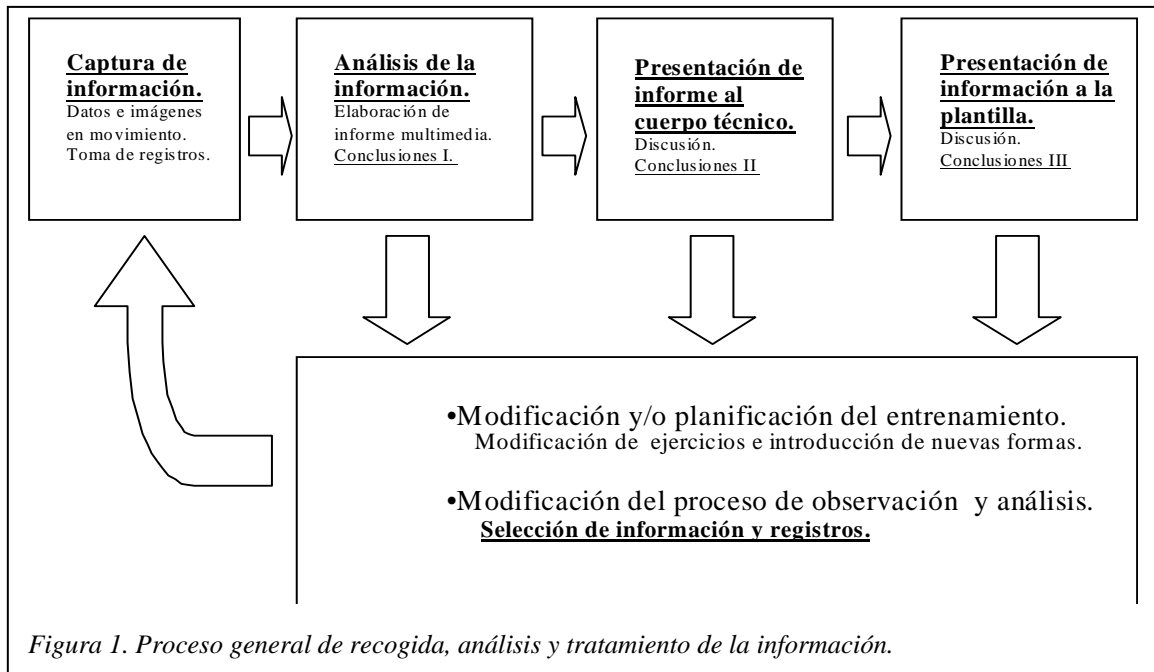 Captura de
información.
Datos e imágenes
en movimiento.
Toma de registros.
Análisis de la
información.
Elaboración de
informe multimedia.
Conclusiones I.
Presentación de
informe al
cuerpo técnico.
Discusión.
Conclusiones II
Presentación de
información a la
plantilla.
Discusión.
Conclusiones III
•Modificación y/o planificación del entrenamiento.
Modificación de ejercicios e introducción de nuevas formas.
•Modificación del proceso de observación y análisis.
Selección de información y registros.
Figura 1. Proceso general de recogida, análisis y tratamiento de la información.